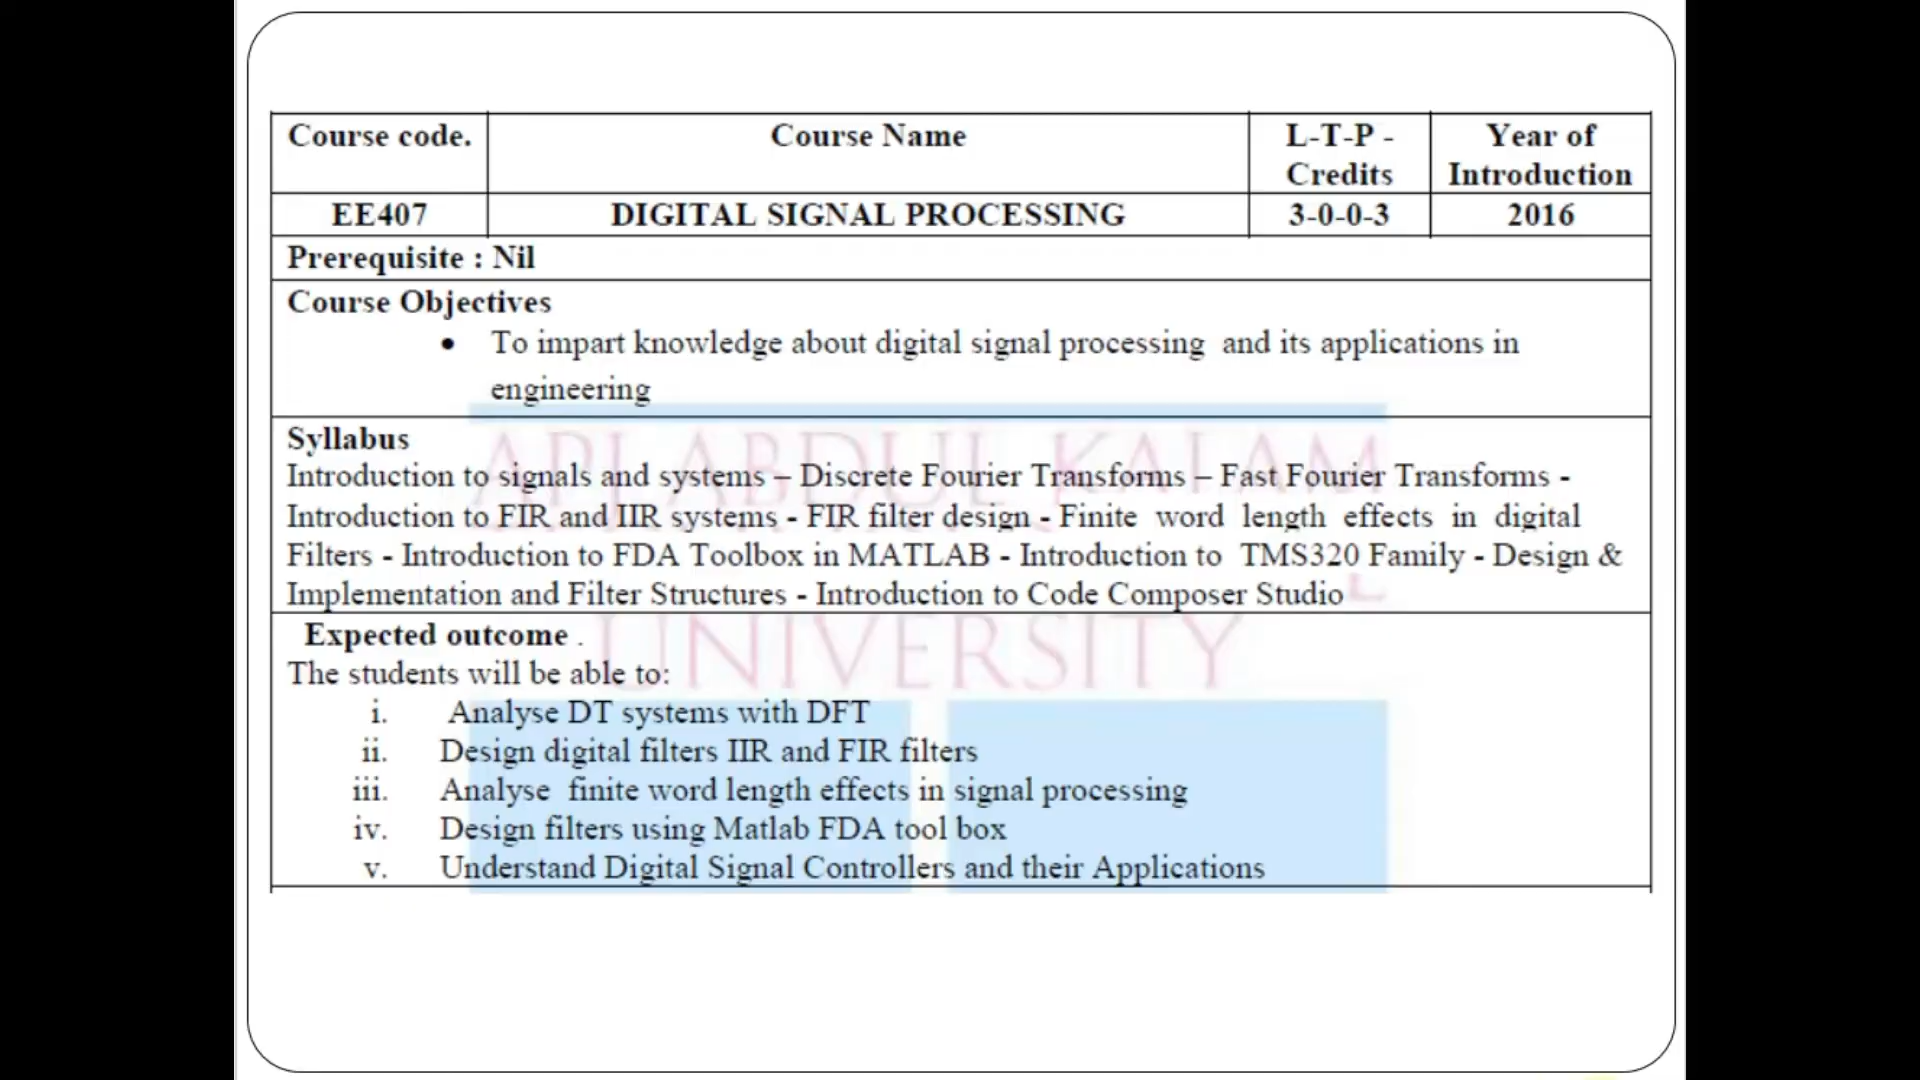 Course code.
Course Name
L-T-P -
Credits
Year of
Introduction
EE407
DIGITAL SIGNAL PROCESSING
3-0-0-3
2016
Prerequisite : Nil
Course Objectives
• To impart knowledge about digital signal processing and its applications in
engineering
Syllabus
Introduction to signals and systems – Discrete Fourier Transforms – Fast Fourier Transforms -
Introduction to FIR and IIR systems - FIR filter design - Finite word length effects in digital
Filters - Introduction to FDA Toolbox in MATLAB - Introduction to TMS320 Family - Design &
Implementation and Filter Structures - Introduction to Code Composer Studio
Expected outcome .
The students will be able to:
i. Analyse DT systems with DFT
ii. Design digital filters IIR and FIR filters
iii. Analyse finite word length effects in signal processing
iv. Design filters using Matlab FDA tool box
v. Understand Digital Signal Controllers and their Applications
API ABDUL KALAM
UNIVERSITY